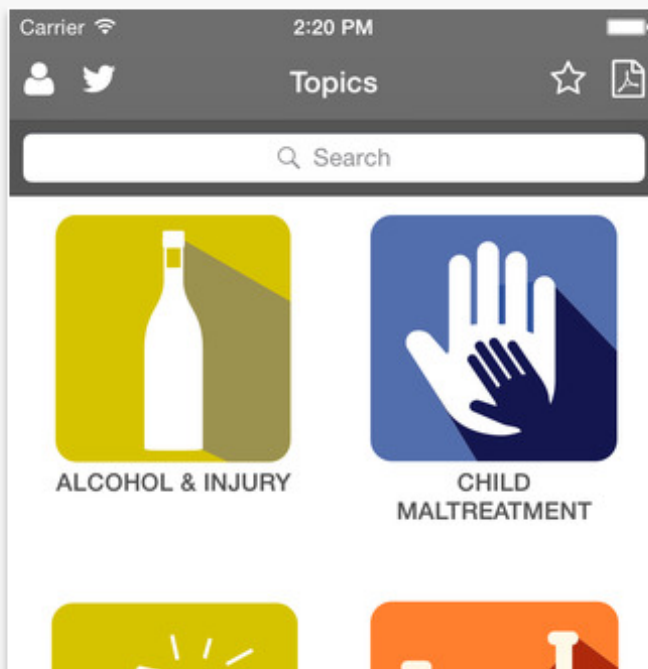 Carrier 2:20 PM
Topics
Search
ALCOHOL & INJURY
CHILD
MALTREATMENT